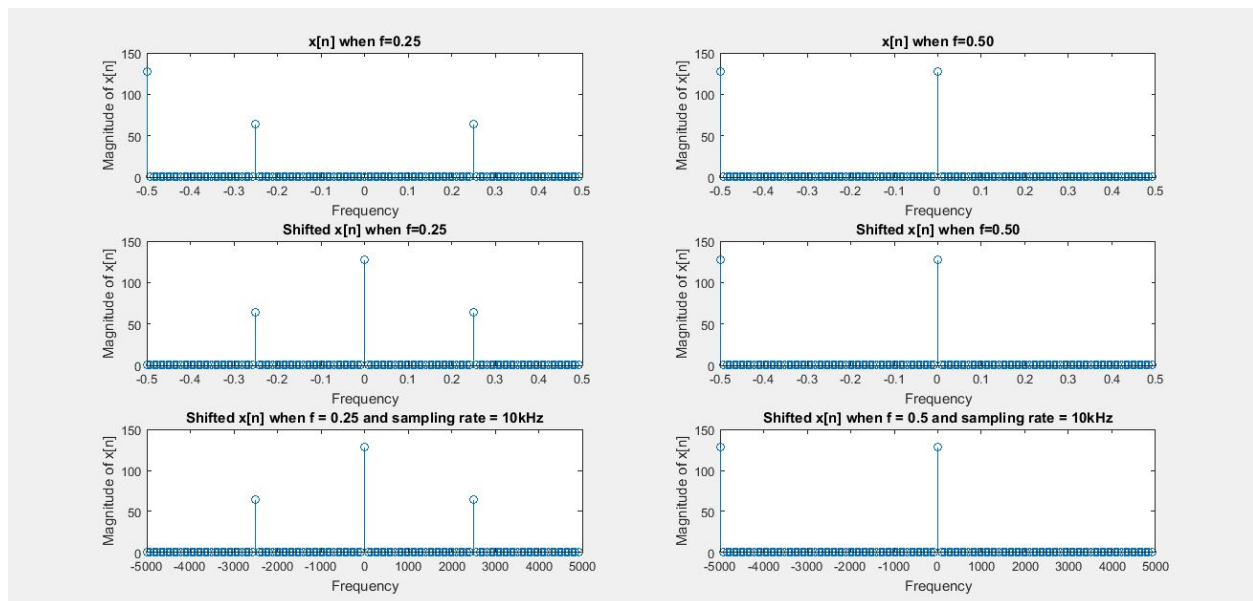 x[n] when f=0.25
150
100
50
0
Magnitude of x[n]
-0.5 -0.4 -0.3 -0.2 -0.1 0 0.1 0.2 0.3 0.4 0.5
Frequency
x[n] when f=0.50
150
100
50
0
Magnitude of x[n]
-0.5 -0.4 -0.3 -0.2 -0.1 0 0.1 0.2 0.3 0.4 0.5
Frequency
Shifted x[n] when f=0.25
150
100
50
0
Magnitude of x[n]
-0.5 -0.4 -0.3 -0.2 -0.1 0 0.1 0.2 0.3 0.4 0.5
Frequency
Shifted x[n] when f=0.50
150
100
50
0
Magnitude of x[n]
-0.5 -0.4 -0.3 -0.2 -0.1 0 0.1 0.2 0.3 0.4 0.5
Frequency
Shifted x[n] when f = 0.25 and sampling rate = 10kHz
150
100
50
0
Magnitude of x[n]
-5000 -4000 -3000 -2000 -1000 0 1000 2000 3000 4000 5000
Frequency
Shifted x[n] when f = 0.5 and sampling rate = 10kHz
150
100
50
0
Magnitude of x[n]
-5000 -4000 -3000 -2000 -1000 0 1000 2000 3000 4000 5000
Frequency